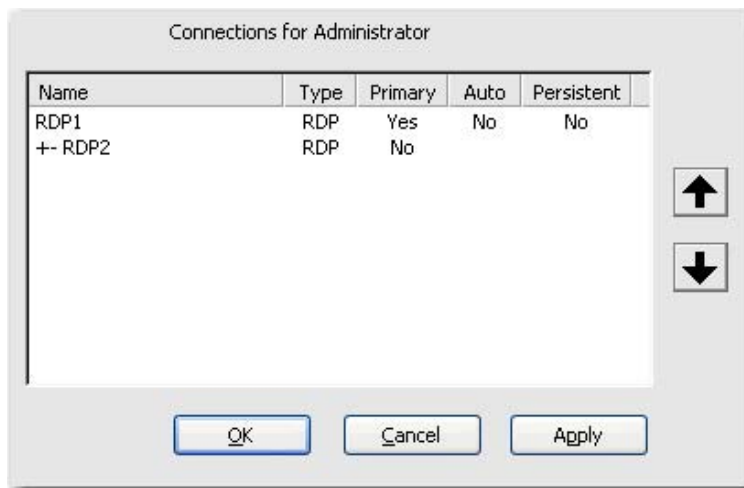 Connections for Administrator
Name Type Primary Auto Persistent
RDP1 RDP Yes No No
+- RDP2 RDP No
OK Cancel Apply